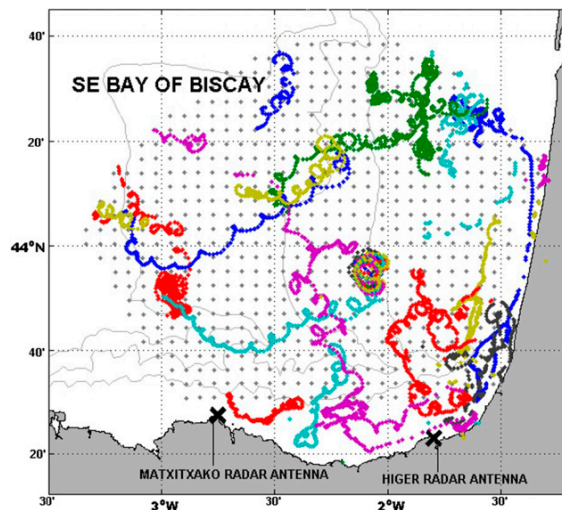 40'
SE BAY OF BISCAY
20'
44°N
40'
20'
MATXITXAKO RADAR ANTENNA
HIGER RADAR ANTENNA
30'
3°W
30'
2°W
30'